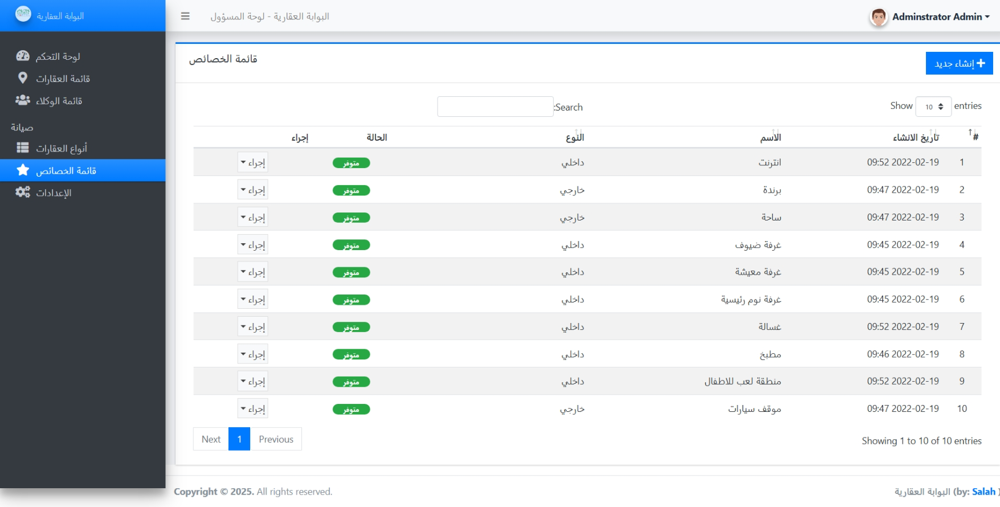 البوابة العقارية
البوابة العقارية - لوحة المسؤول
Adminstrator Admin
لوحة التحكم
قائمة العقارات
قائمة الوكلاء
صيانة
أنواع العقارات
قائمة الخصائص
الإعدادات
قائمة الخصائص
إنشاء جديد
Show 10 entries
:Search
# تاريخ الانشاء الاسم النوع الحالة إجراء
1 2022-02-19 09:52 انترنت داخلي متوفر إجراء
2 2022-02-19 09:47 برندة خارجي متوفر إجراء
3 2022-02-19 09:47 ساحة خارجي متوفر إجراء
4 2022-02-19 09:45 غرفة ضيوف داخلي متوفر إجراء
5 2022-02-19 09:45 غرفة معيشة داخلي متوفر إجراء
6 2022-02-19 09:45 غرفة نوم رئيسية داخلي متوفر إجراء
7 2022-02-19 09:52 غسالة داخلي متوفر إجراء
8 2022-02-19 09:46 مطبخ داخلي متوفر إجراء
9 2022-02-19 09:52 منطقة لعب للاطفال داخلي متوفر إجراء
10 2022-02-19 09:47 موقف سيارات خارجي متوفر إجراء
Showing 1 to 10 of 10 entries
Next 1 Previous
Copyright © 2025. All rights reserved.
البوابة العقارية (by: Salah )